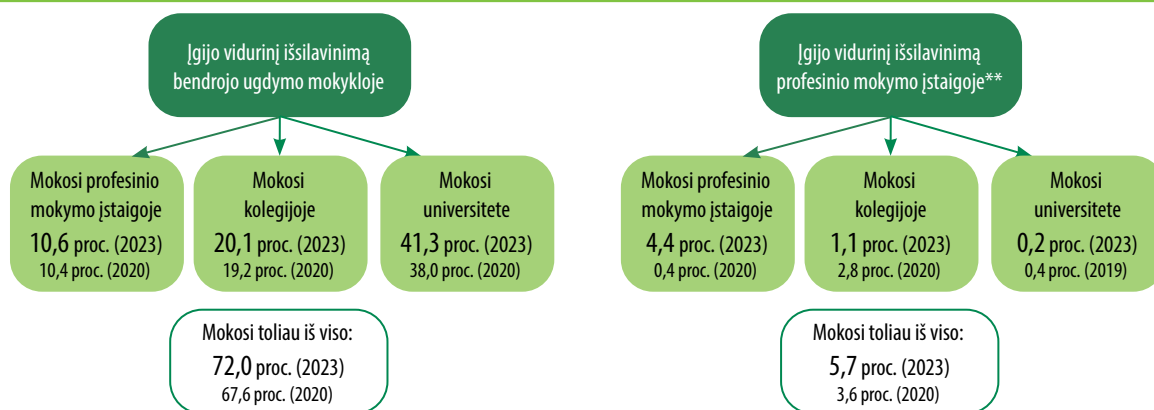 Įgijo vidurinį išsilavinimą
bendrojo ugdymo mokykloje
Mokosi profesinio
mokymo įstaigoje
10,6 proc. (2023)
10,4 proc. (2020)
Mokosi
kolegijoje
20,1 proc. (2023)
19,2 proc. (2020)
Mokosi
universitete
41,3 proc. (2023)
38,0 proc. (2020)
Mokosi toliau iš viso:
72,0 proc. (2023)
67,6 proc. (2020)
Įgijo vidurinį išsilavinimą
profesinio mokymo įstaigoje**
Mokosi profesinio
mokymo įstaigoje
4,4 proc. (2023)
0,4 proc. (2020)
Mokosi
kolegijoje
1,1 proc. (2023)
2,8 proc. (2020)
Mokosi
universitete
0,2 proc. (2023)
0,4 proc. (2019)
Mokosi toliau iš viso:
5,7 proc. (2023)
3,6 proc. (2020)